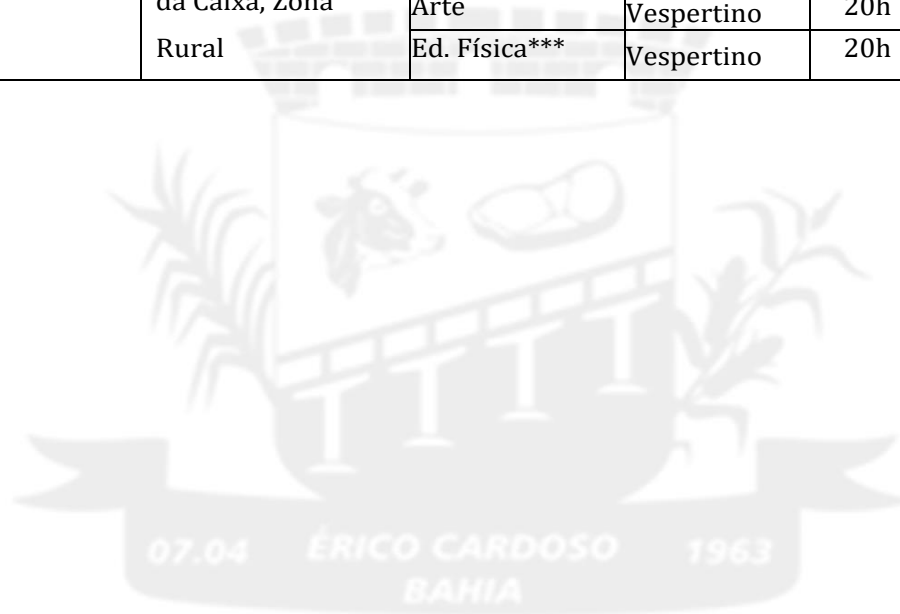 da Caixa, Zona
Rural
Arte
Vespertino
20h
Ed. Física***
Vespertino
20h
07.04 ÉRICO CARDOSO 1963
BAHIA